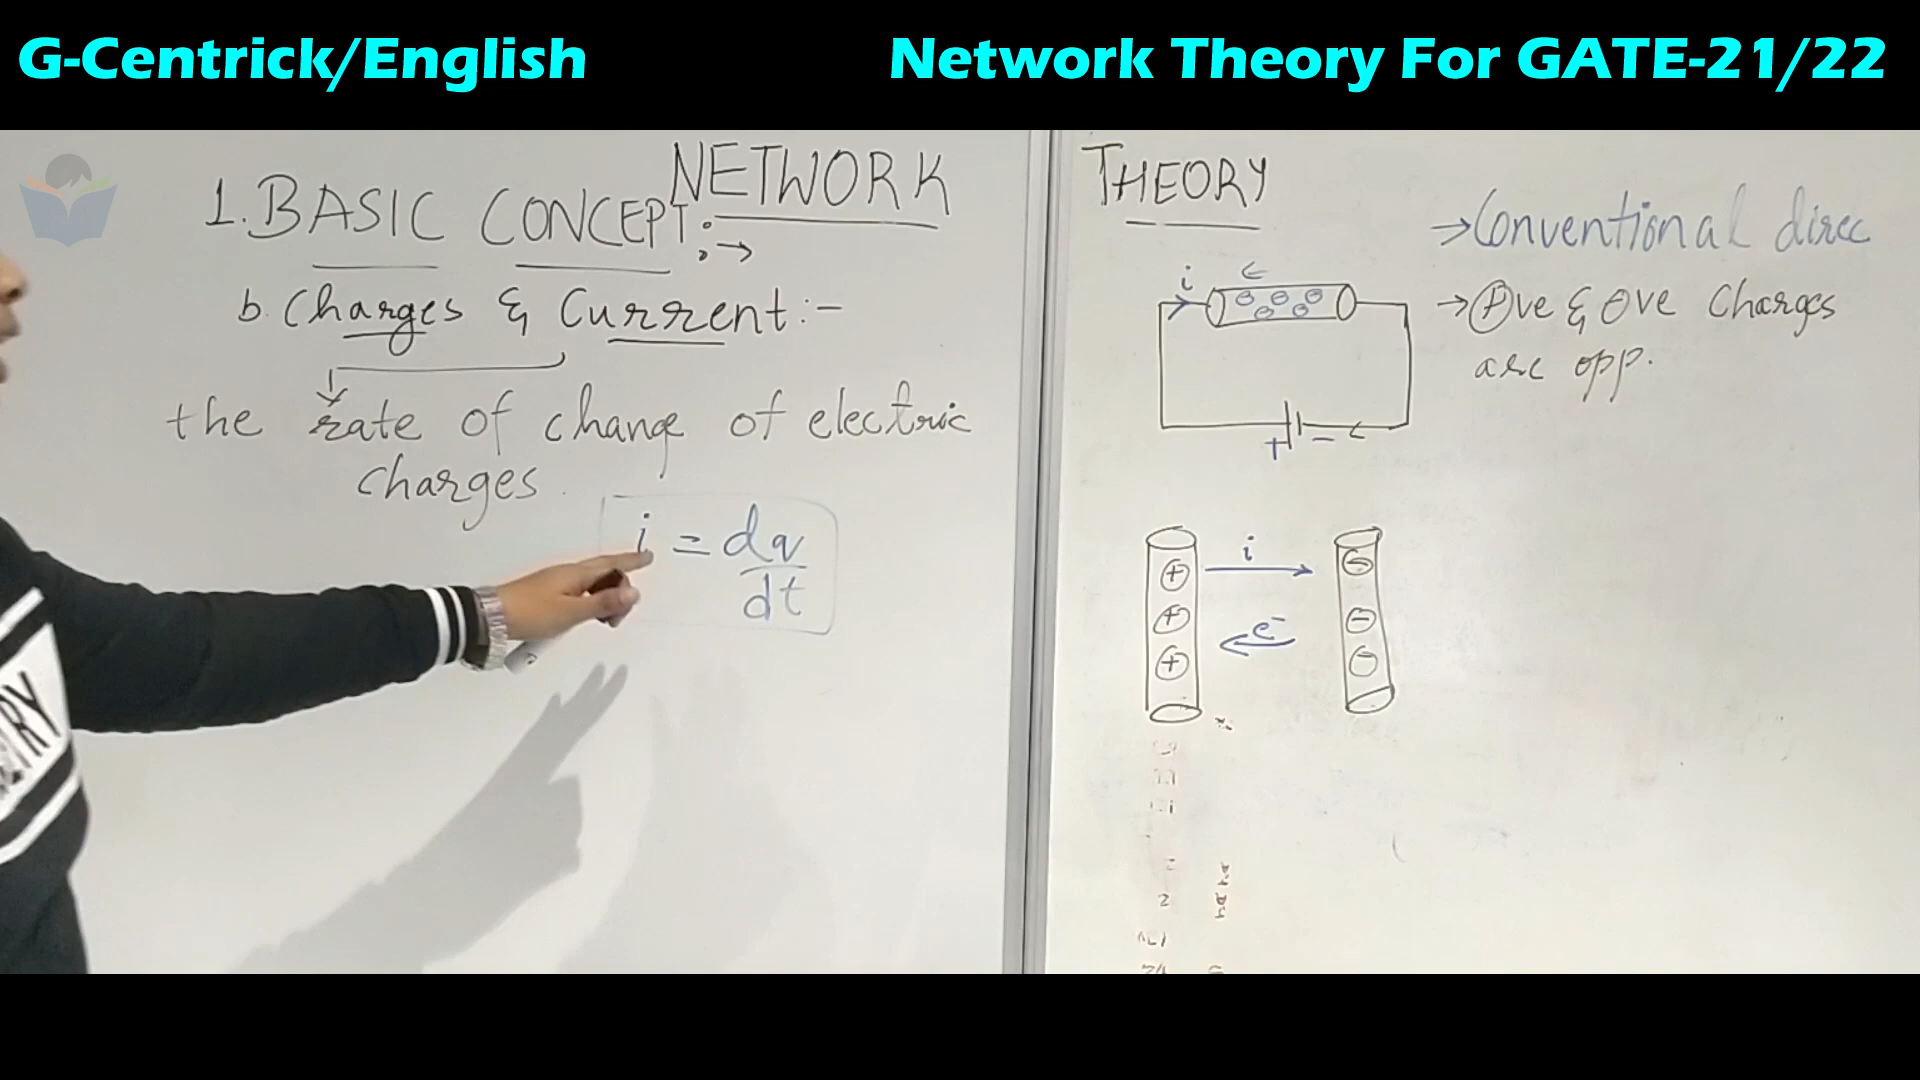 G-Centrick/English
Network Theory For GATE-21/22
NETWORK THEORY
1. BASIC CONCEPT :→
b. Charges & Current :-
the rate of change of electric
charges
i = dq/dt
→ Conventional direc
→ ⊕ve & ⊖ve Charges
are opp.
i
+ -
i
e-
+ -
+ -
+ -